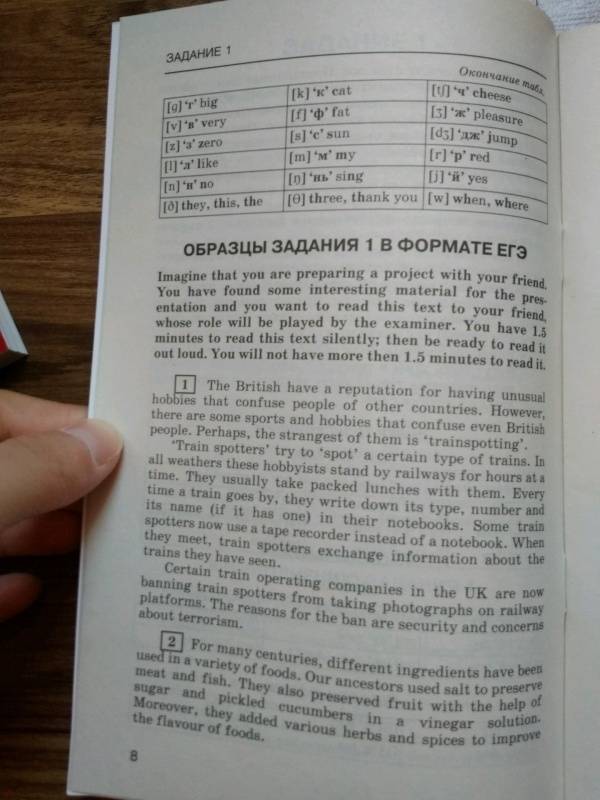 ЗАДАНИЕ 1
Окончание табл.
[g] ‘г’ big [k] ‘к’ cat [tʃ] ‘ч’ cheese
[v] ‘в’ very [f] ‘ф’ fat [ʒ] ‘ж’ pleasure
[z] ‘з’ zero [s] ‘с’ sun [dʒ] ‘дж’ jump
[l] ‘л’ like [m] ‘м’ my [r] ‘р’ red
[n] ‘н’ no [ŋ] ‘нь’ sing [j] ‘й’ yes
[ð] they, this, the [θ] three, thank you [w] when, where
ОБРАЗЦЫ ЗАДАНИЯ 1 В ФОРМАТЕ ЕГЭ
Imagine that you are preparing a project with your friend.
You have found some interesting material for the pres-
entation and you want to read this text to your friend,
whose role will be played by the examiner. You have 1.5
minutes to read this text silently; then be ready to read it
out loud. You will not have more then 1.5 minutes to read it.
1 The British have a reputation for having unusual
hobbies that confuse people of other countries. However,
there are some sports and hobbies that confuse even British
people. Perhaps, the strangest of them is ‘trainspotting’.
‘Train spotters’ try to ‘spot’ a certain type of trains. In
all weathers these hobbyists stand by railways for hours at a
time. They usually take packed lunches with them. Every
time a train goes by, they write down its type, number and
its name (if it has one) in their notebooks. Some train
spotters now use a tape recorder instead of a notebook. When
they meet, train spotters exchange information about the
trains they have seen.
Certain train operating companies in the UK are now
banning train spotters from taking photographs on railway
platforms. The reasons for the ban are security and concerns
about terrorism.
2 For many centuries, different ingredients have been
used in a variety of foods. Our ancestors used salt to preserve
meat and fish. They also preserved fruit with the help of
sugar and pickled cucumbers in a vinegar solution.
Moreover, they added various herbs and spices to improve
the flavour of foods.
8